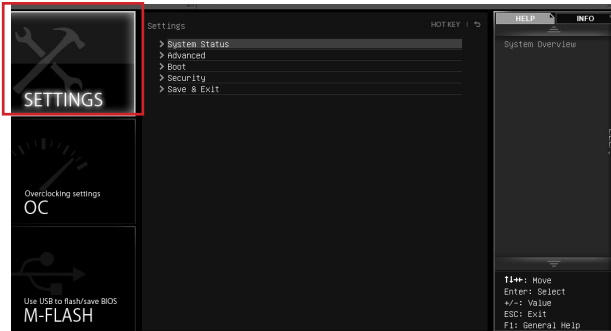 SETTINGS
Overclocking settings
OC
Use USB to flash/save BIOS
M-FLASH
Settings
HOT KEY |
> System Status
> Advanced
> Boot
> Security
> Save & Exit
HELP
INFO
System Overview
↑↓→←: Move
Enter: Select
+/-: Value
ESC: Exit
F1: General Help